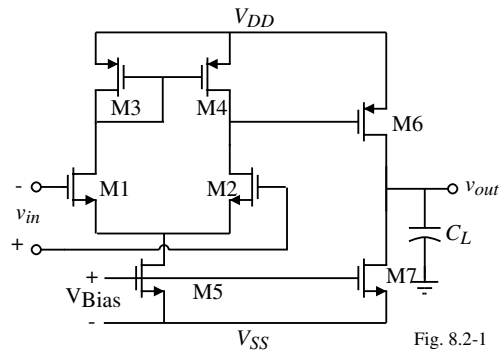 VDD
M3
M4
M6
-
M1
M2
vout
vin
+
CL
+
VBias
M5
M7
-
VSS
Fig. 8.2-1